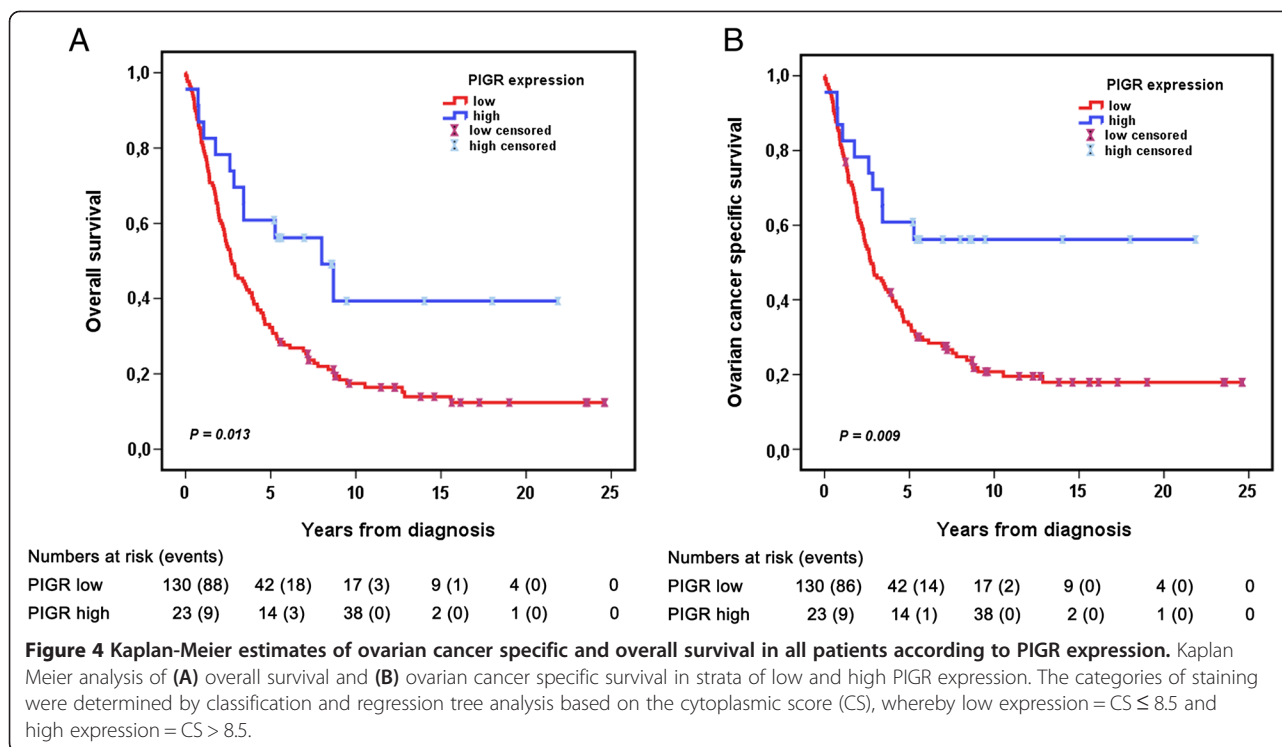 A
PIGR expression
low
high
low censored
high censored
Overall survival
1,0
0,8
0,6
0,4
0,2
0,0
P = 0.013
0 5 10 15 20 25
Years from diagnosis
Numbers at risk (events)
PIGR low 130 (88) 42 (18) 17 (3) 9 (1) 4 (0) 0
PIGR high 23 (9) 14 (3) 38 (0) 2 (0) 1 (0) 0
B
PIGR expression
low
high
low censored
high censored
Ovarian cancer specific survival
1,0
0,8
0,6
0,4
0,2
0,0
P = 0.009
0 5 10 15 20 25
Years from diagnosis
Numbers at risk (events)
PIGR low 130 (86) 42 (14) 17 (2) 9 (0) 4 (0) 0
PIGR high 23 (9) 14 (1) 38 (0) 2 (0) 1 (0) 0
Figure 4 Kaplan-Meier estimates of ovarian cancer specific and overall survival in all patients according to PIGR expression. Kaplan
Meier analysis of (A) overall survival and (B) ovarian cancer specific survival in strata of low and high PIGR expression. The categories of staining
were determined by classification and regression tree analysis based on the cytoplasmic score (CS), whereby low expression = CS ≤ 8.5 and
high expression = CS > 8.5.